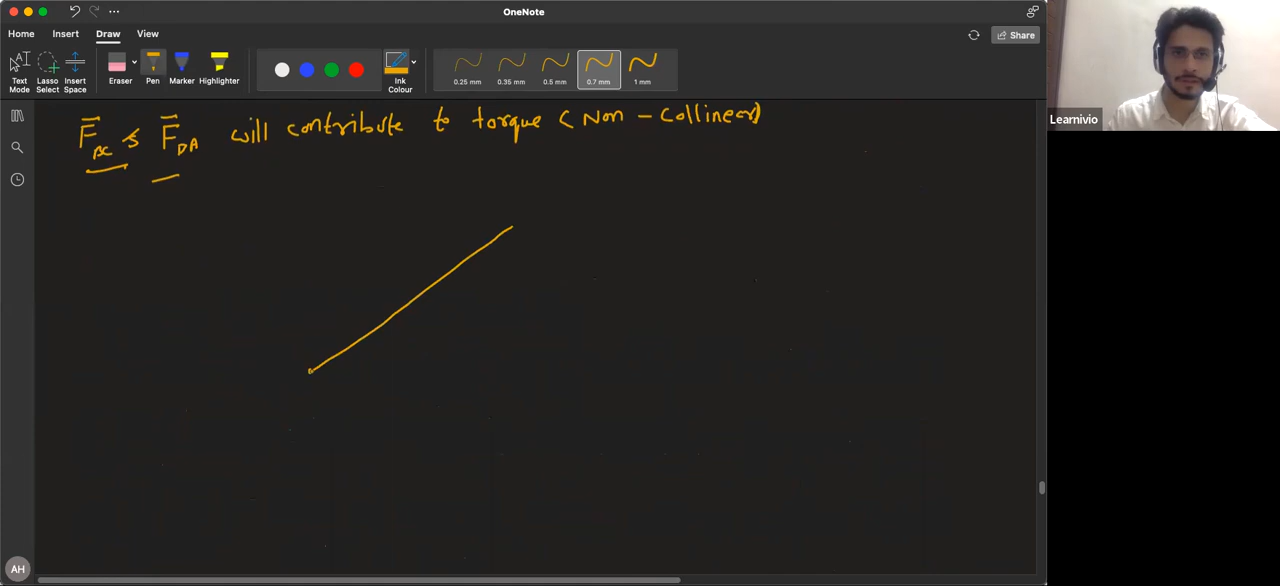 OneNote
Home Insert Draw View
Share
Text Mode
Lasso Select
Insert Space
Eraser
Pen
Marker
Highlighter
Ink Colour
0.25 mm
0.35 mm
0.5 mm
0.7 mm
1 mm
Learnivio
F BC & F DA will contribute to torque (Non-collinear)
AH